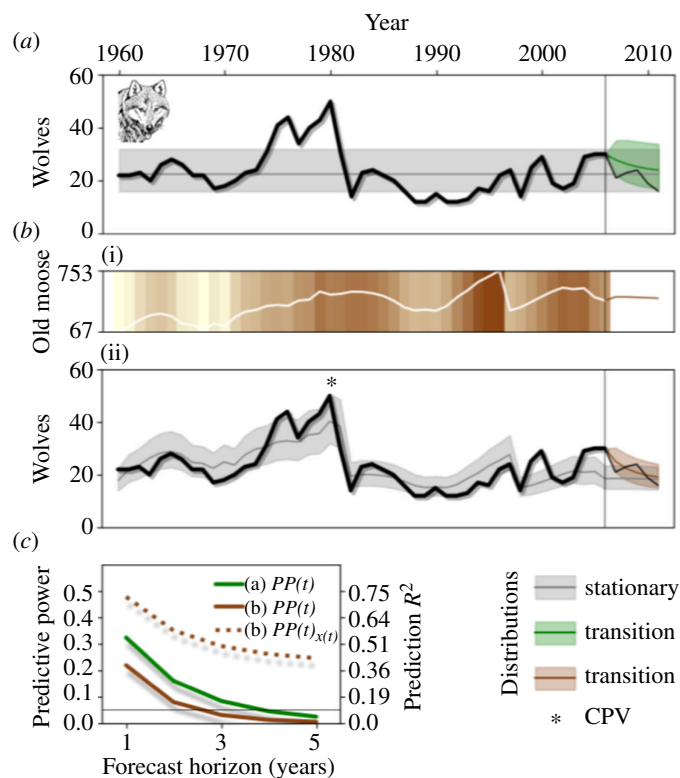 Year
(a)
1960 1970 1980 1990 2000 2010
60
40
20
0
Wolves
(b)
(i)
753
67
Old moose
(ii)
60
40
20
0
Wolves
*
(c)
0.5
0.4
0.3
0.2
0.1
0.0
Predictive power
(a) PP(t)
(b) PP(t)
(b) PP(t)x(t)
0.75
0.64
0.51
0.36
0.19
0.0
Prediction R²
1 3 5
Forecast horizon (years)
Distributions
stationary
transition
transition
* CPV